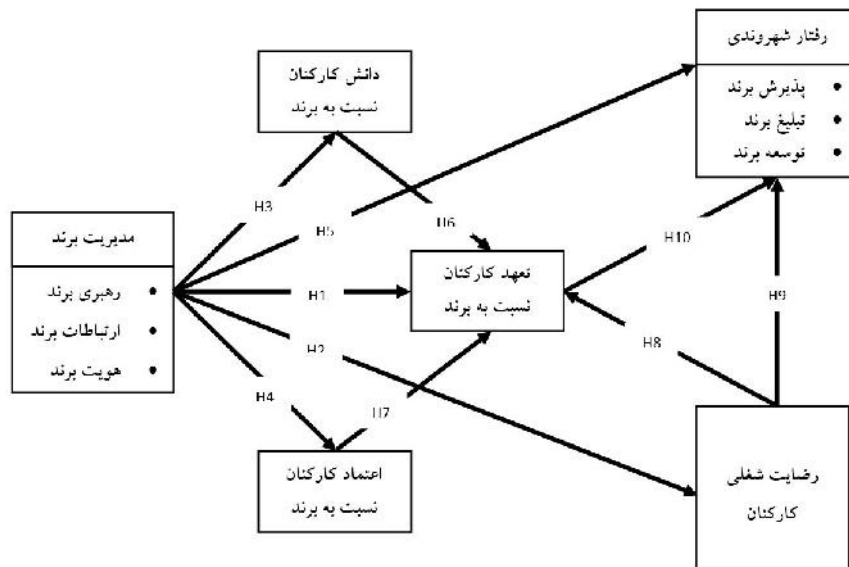 رفتار شهروندی
• پذیرش برند
• تبلیغ برند
• توسعه برند
دانش کارکنان
نسبت به برند
H3
H5
H6
H10
مدیریت برند
• رهبری برند
• ارتباطات برند
• هویت برند
تعهد کارکنان
نسبت به برند
H1
H9
H2
H8
H4
H7
اعتماد کارکنان
نسبت به برند
رضایت شغلی
کارکنان